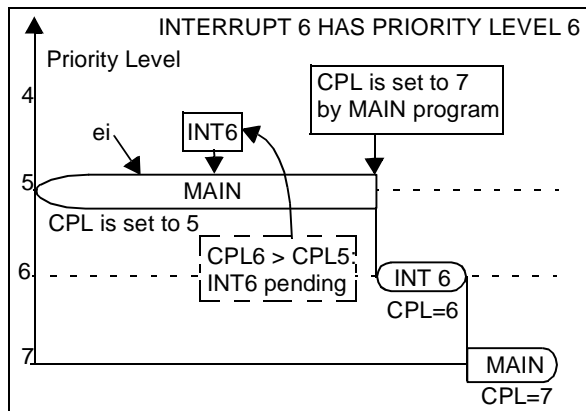 INTERRUPT 6 HAS PRIORITY LEVEL 6
Priority Level
4
CPL is set to 7
by MAIN program
ei
INT6
5
MAIN
CPL is set to 5
CPL6 > CPL5:
INT6 pending
6
INT 6
CPL=6
7
MAIN
CPL=7